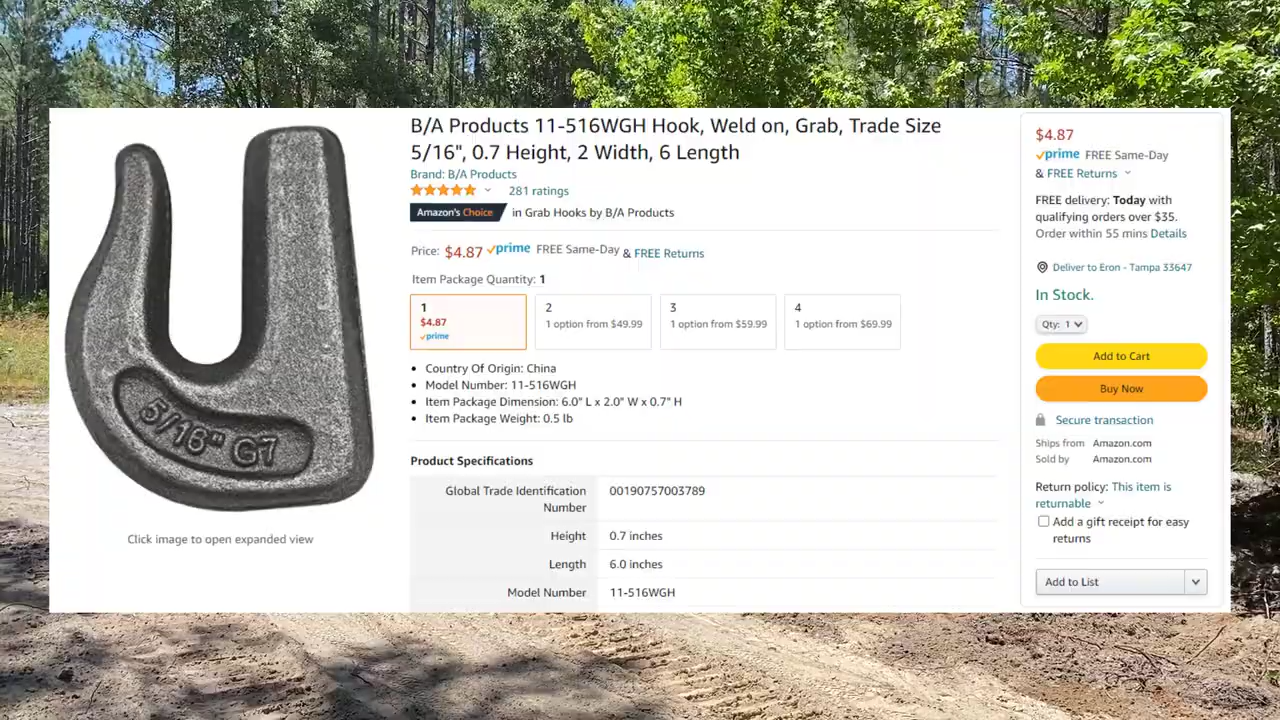 5/16" G7
Click image to open expanded view
B/A Products 11-516WGH Hook, Weld on, Grab, Trade Size
5/16", 0.7 Height, 2 Width, 6 Length
Brand: B/A Products
281 ratings
Amazon's Choice in Grab Hooks by B/A Products
Price: $4.87 prime FREE Same-Day & FREE Returns
Item Package Quantity: 1
1
$4.87
prime
2
1 option from $49.99
3
1 option from $59.99
4
1 option from $69.99
Country Of Origin: China
Model Number: 11-516WGH
Item Package Dimension: 6.0" L x 2.0" W x 0.7" H
Item Package Weight: 0.5 lb
Product Specifications
Global Trade Identification
Number
00190757003789
Height 0.7 inches
Length 6.0 inches
Model Number 11-516WGH
$4.87
prime FREE Same-Day
& FREE Returns
FREE delivery: Today with
qualifying orders over $35.
Order within 55 mins Details
Deliver to Eron - Tampa 33647
In Stock.
Qty: 1
Add to Cart
Buy Now
Secure transaction
Ships from Amazon.com
Sold by Amazon.com
Return policy: This item is
returnable
Add a gift receipt for easy
returns
Add to List